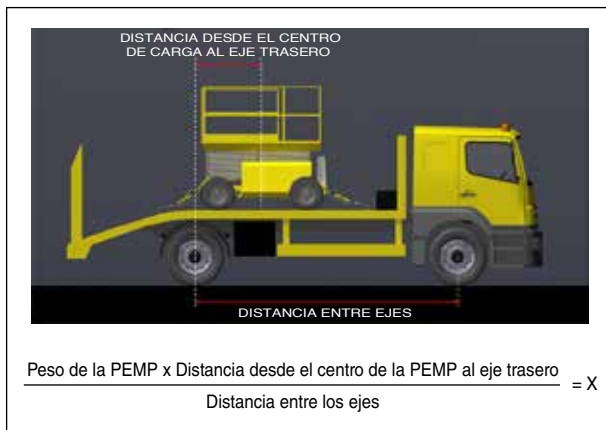 DISTANCIA DESDE EL CENTRO
DE CARGA AL EJE TRASERO
DISTANCIA ENTRE EJES
Peso de la PEMP x Distancia desde el centro de la PEMP al eje trasero
= X
Distancia entre los ejes